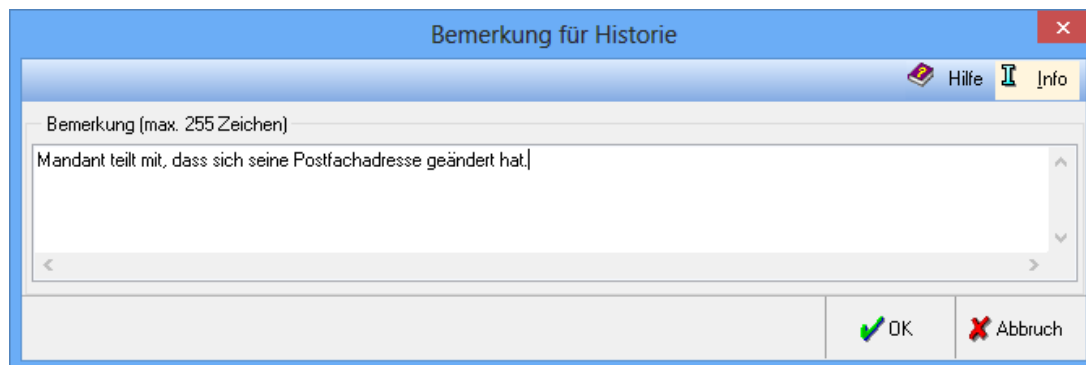 Bemerkung für Historie
Hilfe Info
Bemerkung (max. 255 Zeichen)
Mandant teilt mit, dass sich seine Postfachadresse geändert hat.
OK Abbruch